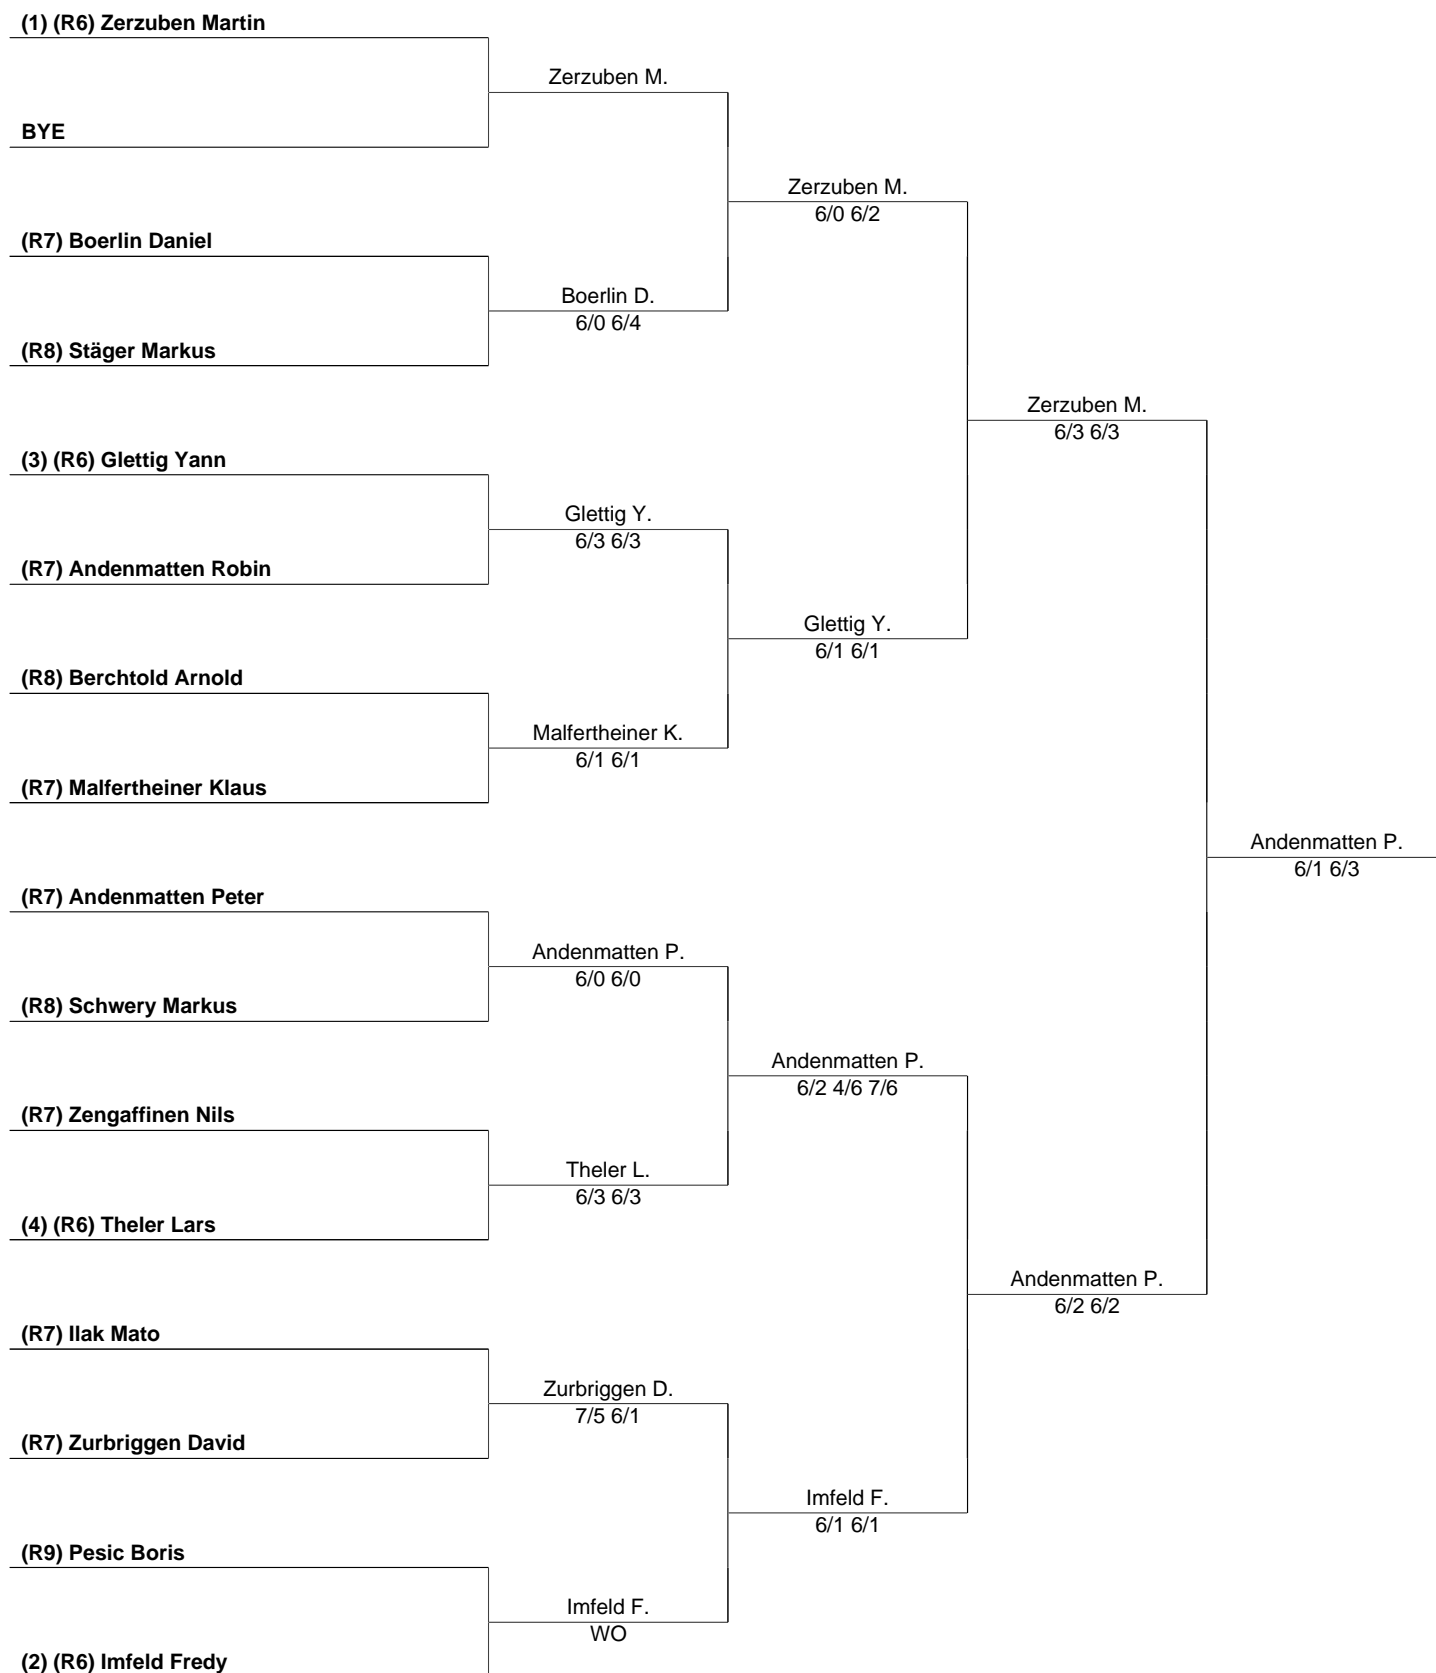 (1) (R6) Zerzuben Martin
Zerzuben M.
BYE
Zerzuben M.
6/0 6/2
(R7) Boerlin Daniel
Boerlin D.
6/0 6/4
(R8) Stäger Markus
Zerzuben M.
6/3 6/3
(3) (R6) Glettig Yann
Glettig Y.
6/3 6/3
(R7) Andenmatten Robin
Glettig Y.
6/1 6/1
(R8) Berchtold Arnold
Malfertheiner K.
6/1 6/1
(R7) Malfertheiner Klaus
Andenmatten P.
6/1 6/3
(R7) Andenmatten Peter
Andenmatten P.
6/0 6/0
(R8) Schwery Markus
Andenmatten P.
6/2 4/6 7/6
(R7) Zengaffinen Nils
Theler L.
6/3 6/3
(4) (R6) Theler Lars
Andenmatten P.
6/2 6/2
(R7) Ilak Mato
Zurbriggen D.
7/5 6/1
(R7) Zurbriggen David
Imfeld F.
6/1 6/1
(R9) Pesic Boris
Imfeld F.
WO
(2) (R6) Imfeld Fredy